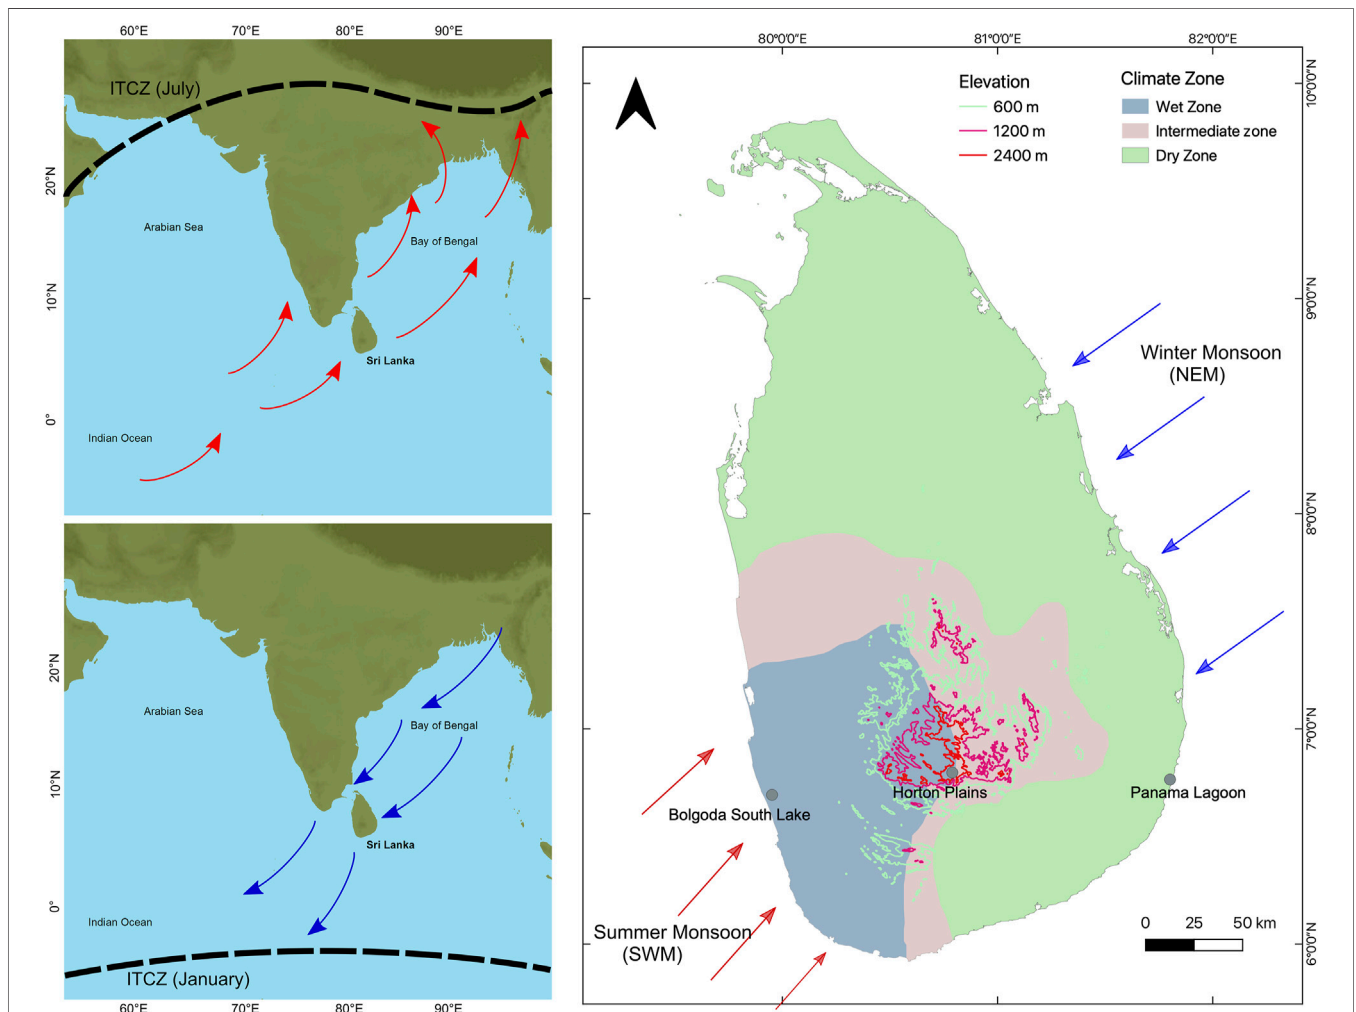 60°E 70°E 80°E 90°E
ITCZ (July)
20°N
Arabian Sea
Bay of Bengal
10°N
Sri Lanka
0°
Indian Ocean
20°N
Arabian Sea
Bay of Bengal
10°N
Sri Lanka
0°
Indian Ocean
ITCZ (January)
60°E 70°E 80°E 90°E
80°0'0"E 81°0'0"E 82°0'0"E
Elevation
600 m
1200 m
2400 m
Climate Zone
Wet Zone
Intermediate zone
Dry Zone
10°0'0"N
9°0'0"N
8°0'0"N
7°0'0"N
6°0'0"N
Winter Monsoon
(NEM)
Horton Plains
Panama Lagoon
Bolgoda South Lake
Summer Monsoon
(SWM)
0 25 50 km